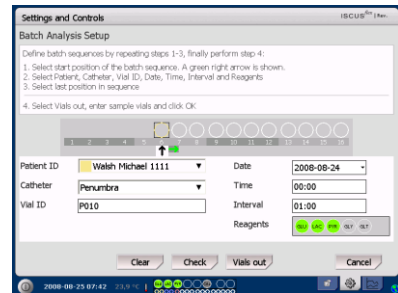 Settings and Controls
ISCUS
Batch Analysis Setup
Define batch sequences by repeating steps 1-3, finally perform step 4:
1. Select start position of the batch sequence. A green right arrow is shown.
2. Select Patient, Catheter, Vial ID, Date, Time, Interval and Reagents
3. Select last position in sequence
4. Select Vials out, enter sample vials and click OK
1 2 3 4 5 6 7 8 9 10 11 12 13 14 15 16
Patient ID Walsh Michael 1111 Date 2008-08-24
Catheter Penumbra Time 00:00
Vial ID P010 Interval 01:00
Reagents GLU LAC PYR GLY GLT
Clear Check Vials out Cancel
2008-08-25 07:42 23,9 °C